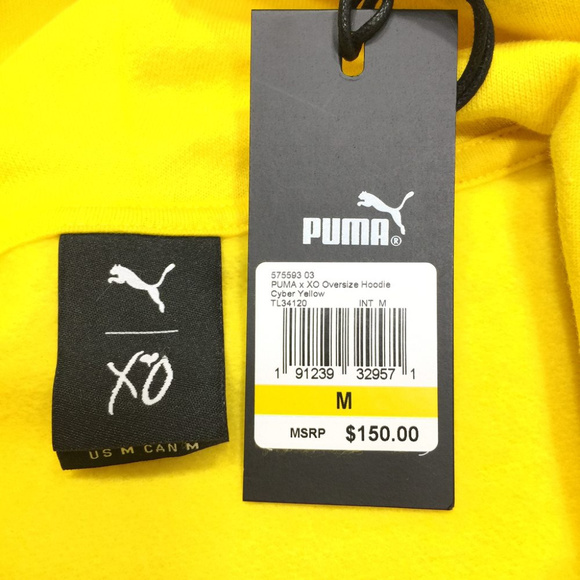 XO
US M CAN M
PUMA®
575593 03
PUMA x XO Oversize Hoodie
Cyber Yellow
TL34120 INT M
1 91239 32957 1
M
MSRP $150.00